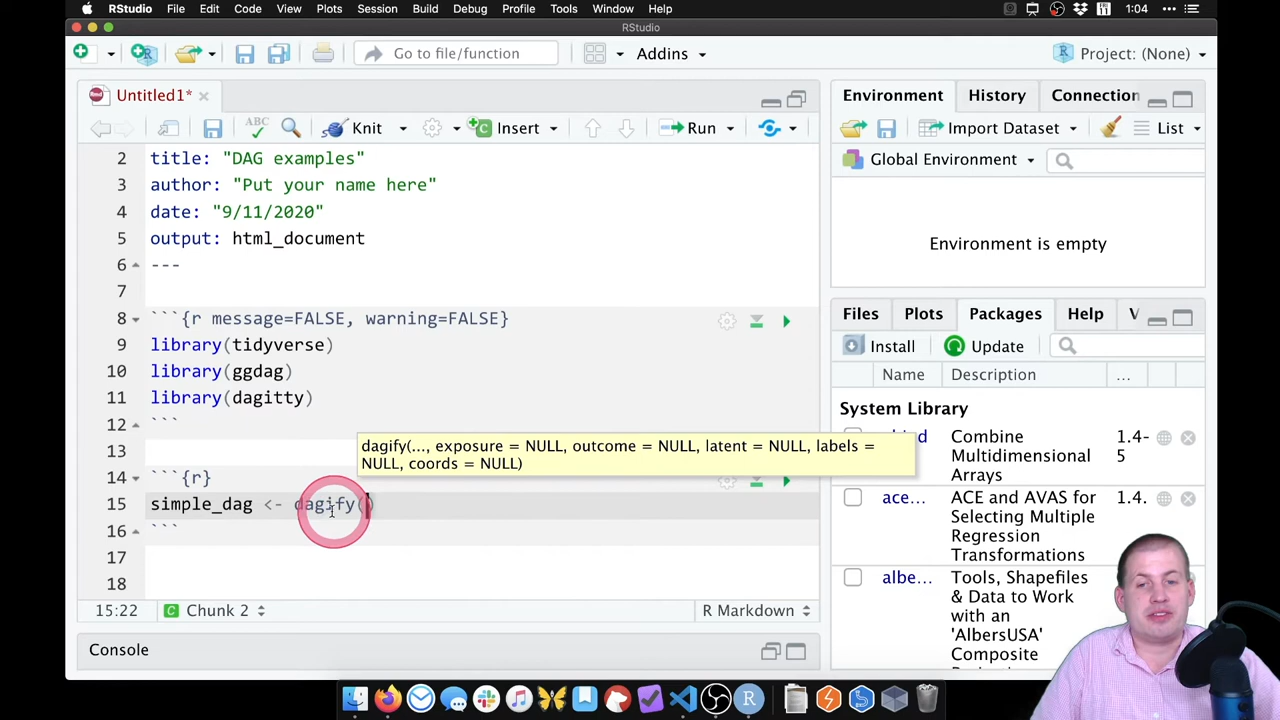 RStudio File Edit Code View Plots Session Build Debug Profile Tools Window Help 1:04
RStudio
Go to file/function Addins Project: (None)
Untitled1*
ABC Knit Insert Run
2 title: "DAG examples"
3 author: "Put your name here"
4 date: "9/11/2020"
5 output: html_document
6 ---
7
8 ```{r message=FALSE, warning=FALSE}
9 library(tidyverse)
10 library(ggdag)
11 library(dagitty)
12 ```
13
dagify(..., exposure = NULL, outcome = NULL, latent = NULL, labels =
NULL, coords = NULL)
14 ```{r}
15 simple_dag <- dagify()
16 ```
17
18
15:22 Chunk 2 R Markdown
Console
Environment History Connection
Import Dataset List
Global Environment
Environment is empty
Files Plots Packages Help V
Install Update
Name Description ...
System Library
Combine
Multidimensional
Arrays
1.4-
5
ace... ACE and AVAS for
Selecting Multiple
Regression
Transformations
1.4.
albe... Tools, Shapefiles
& Data to Work
with an
'AlbersUSA'
Composite